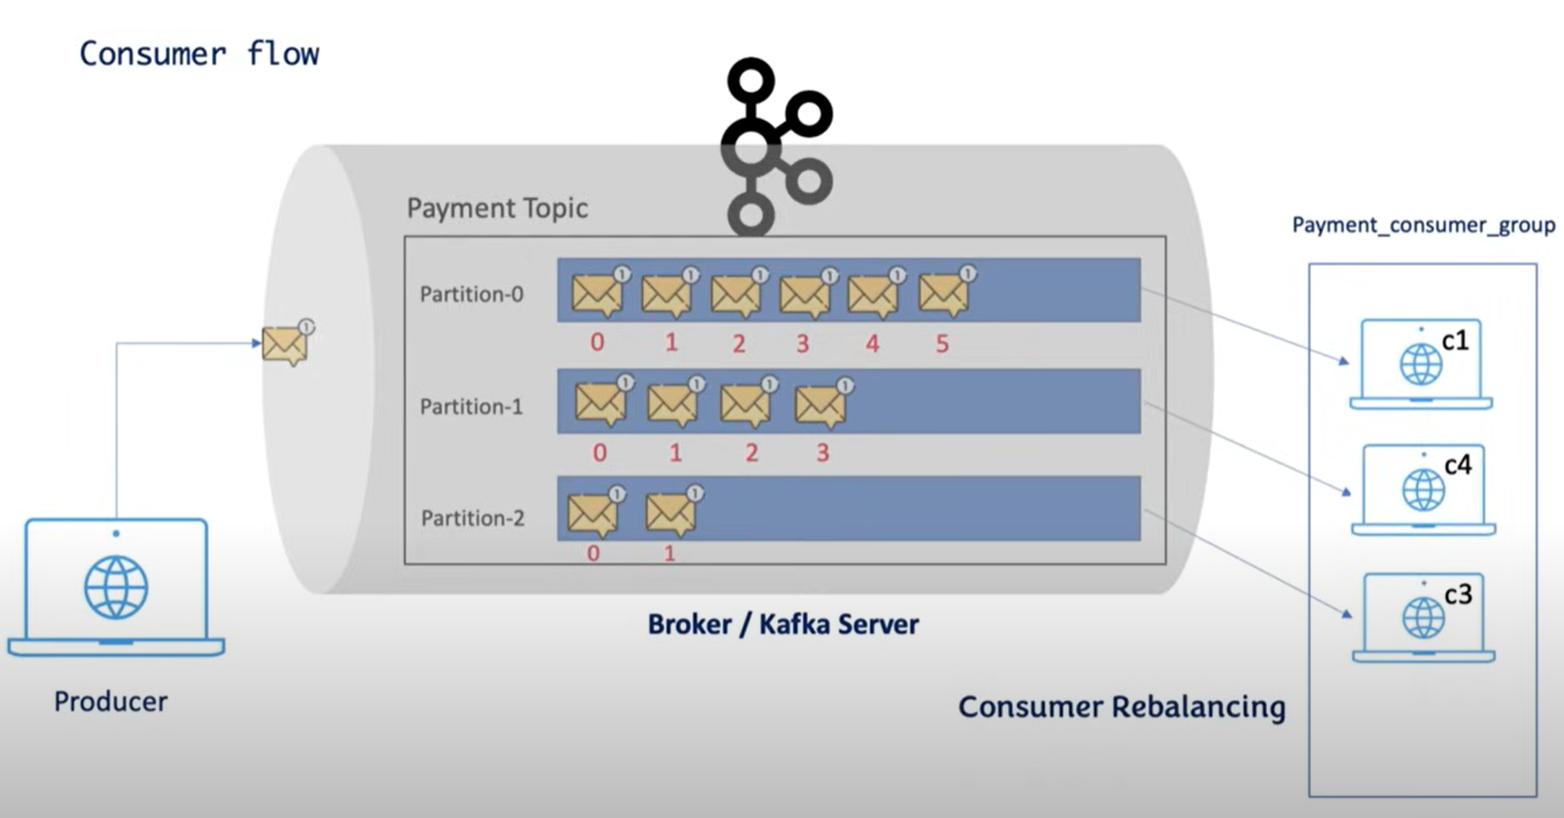 Consumer flow
Payment Topic
Payment_consumer_group
Partition-0
0 1 2 3 4 5
c1
Partition-1
0 1 2 3
c4
Partition-2
0 1
c3
Broker / Kafka Server
Producer
Consumer Rebalancing